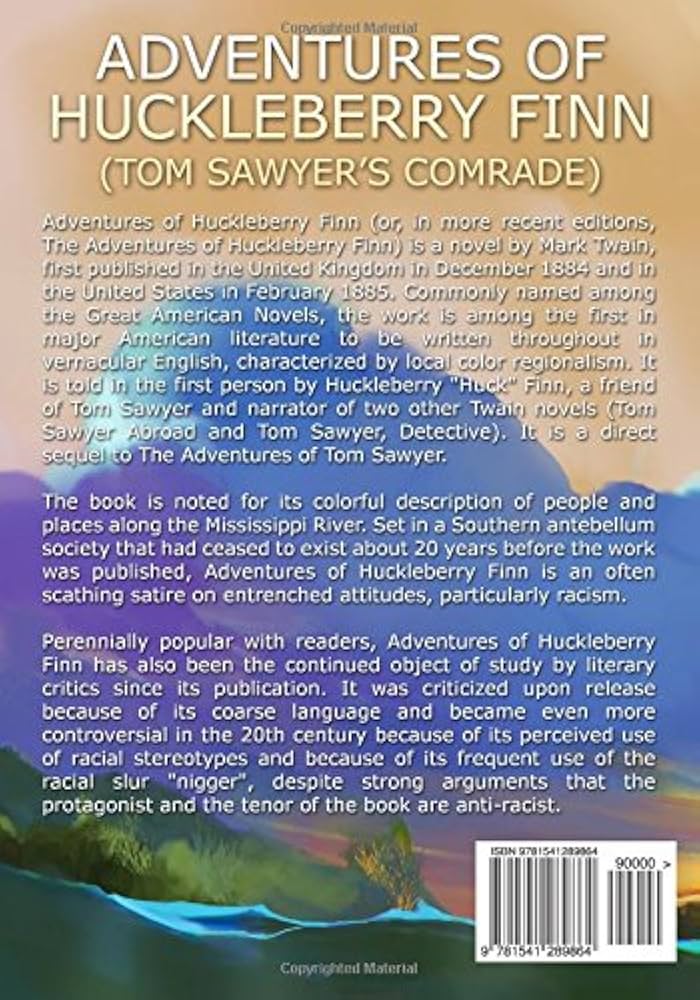 Copyrighted Material
ADVENTURES OF
HUCKLEBERRY FINN
(TOM SAWYER'S COMRADE)
Adventures of Huckleberry Finn (or, in more recent editions,
The Adventures of Huckleberry Finn) is a novel by Mark Twain,
first published in the United Kingdom in December 1884 and in
the United States in February 1885. Commonly named among
the Great American Novels, the work is among the first in
major American literature to be written throughout in
vernacular English, characterized by local color regionalism. It
is told in the first person by Huckleberry "Huck" Finn, a friend
of Tom Sawyer and narrator of two other Twain novels (Tom
Sawyer Abroad and Tom Sawyer, Detective). It is a direct
sequel to The Adventures of Tom Sawyer.
The book is noted for its colorful description of people and
places along the Mississippi River. Set in a Southern antebellum
society that had ceased to exist about 20 years before the work
was published, Adventures of Huckleberry Finn is an often
scathing satire on entrenched attitudes, particularly racism.
Perennially popular with readers, Adventures of Huckleberry
Finn has also been the continued object of study by literary
critics since its publication. It was criticized upon release
because of its coarse language and became even more
controversial in the 20th century because of its perceived use
of racial stereotypes and because of its frequent use of the
racial slur "nigger", despite strong arguments that the
protagonist and the tenor of the book are anti-racist.
ISBN 9781541289864
90000 >
9 781541 289864
Copyrighted Material